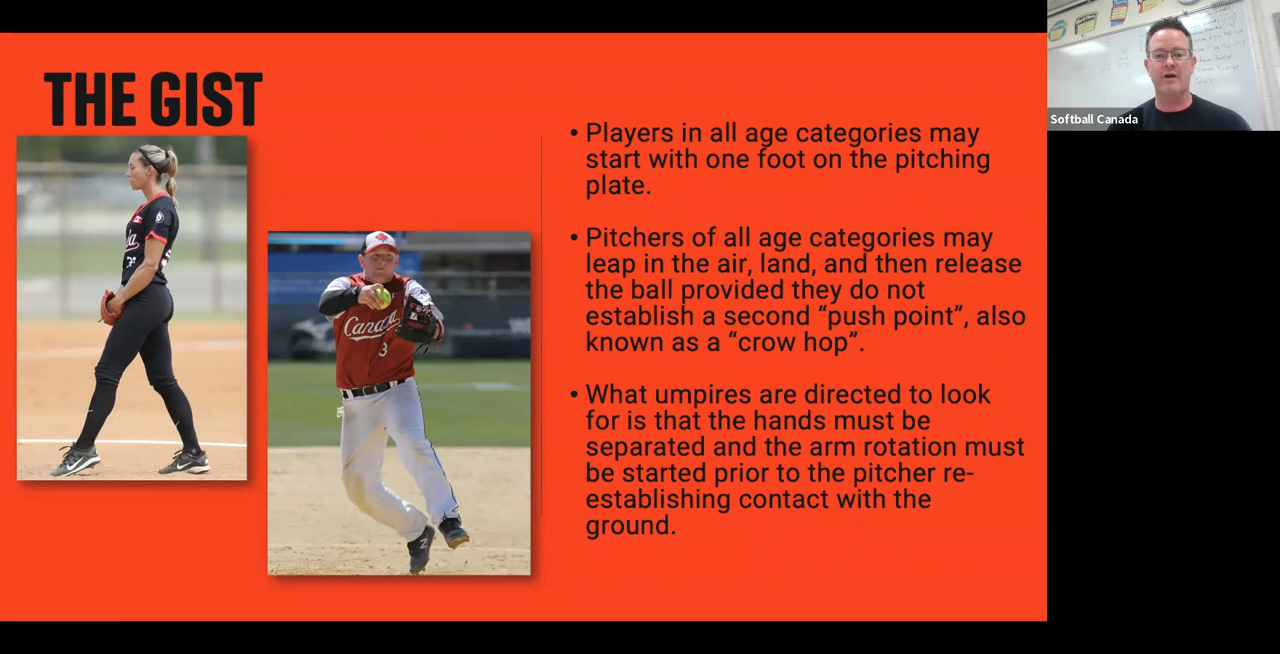 THE GIST
• Players in all age categories may
start with one foot on the pitching
plate.
• Pitchers of all age categories may
leap in the air, land, and then release
the ball provided they do not
establish a second “push point”, also
known as a “crow hop”.
• What umpires are directed to look
for is that the hands must be
separated and the arm rotation must
be started prior to the pitcher re-
establishing contact with the
ground.
Canada
3
Softball Canada